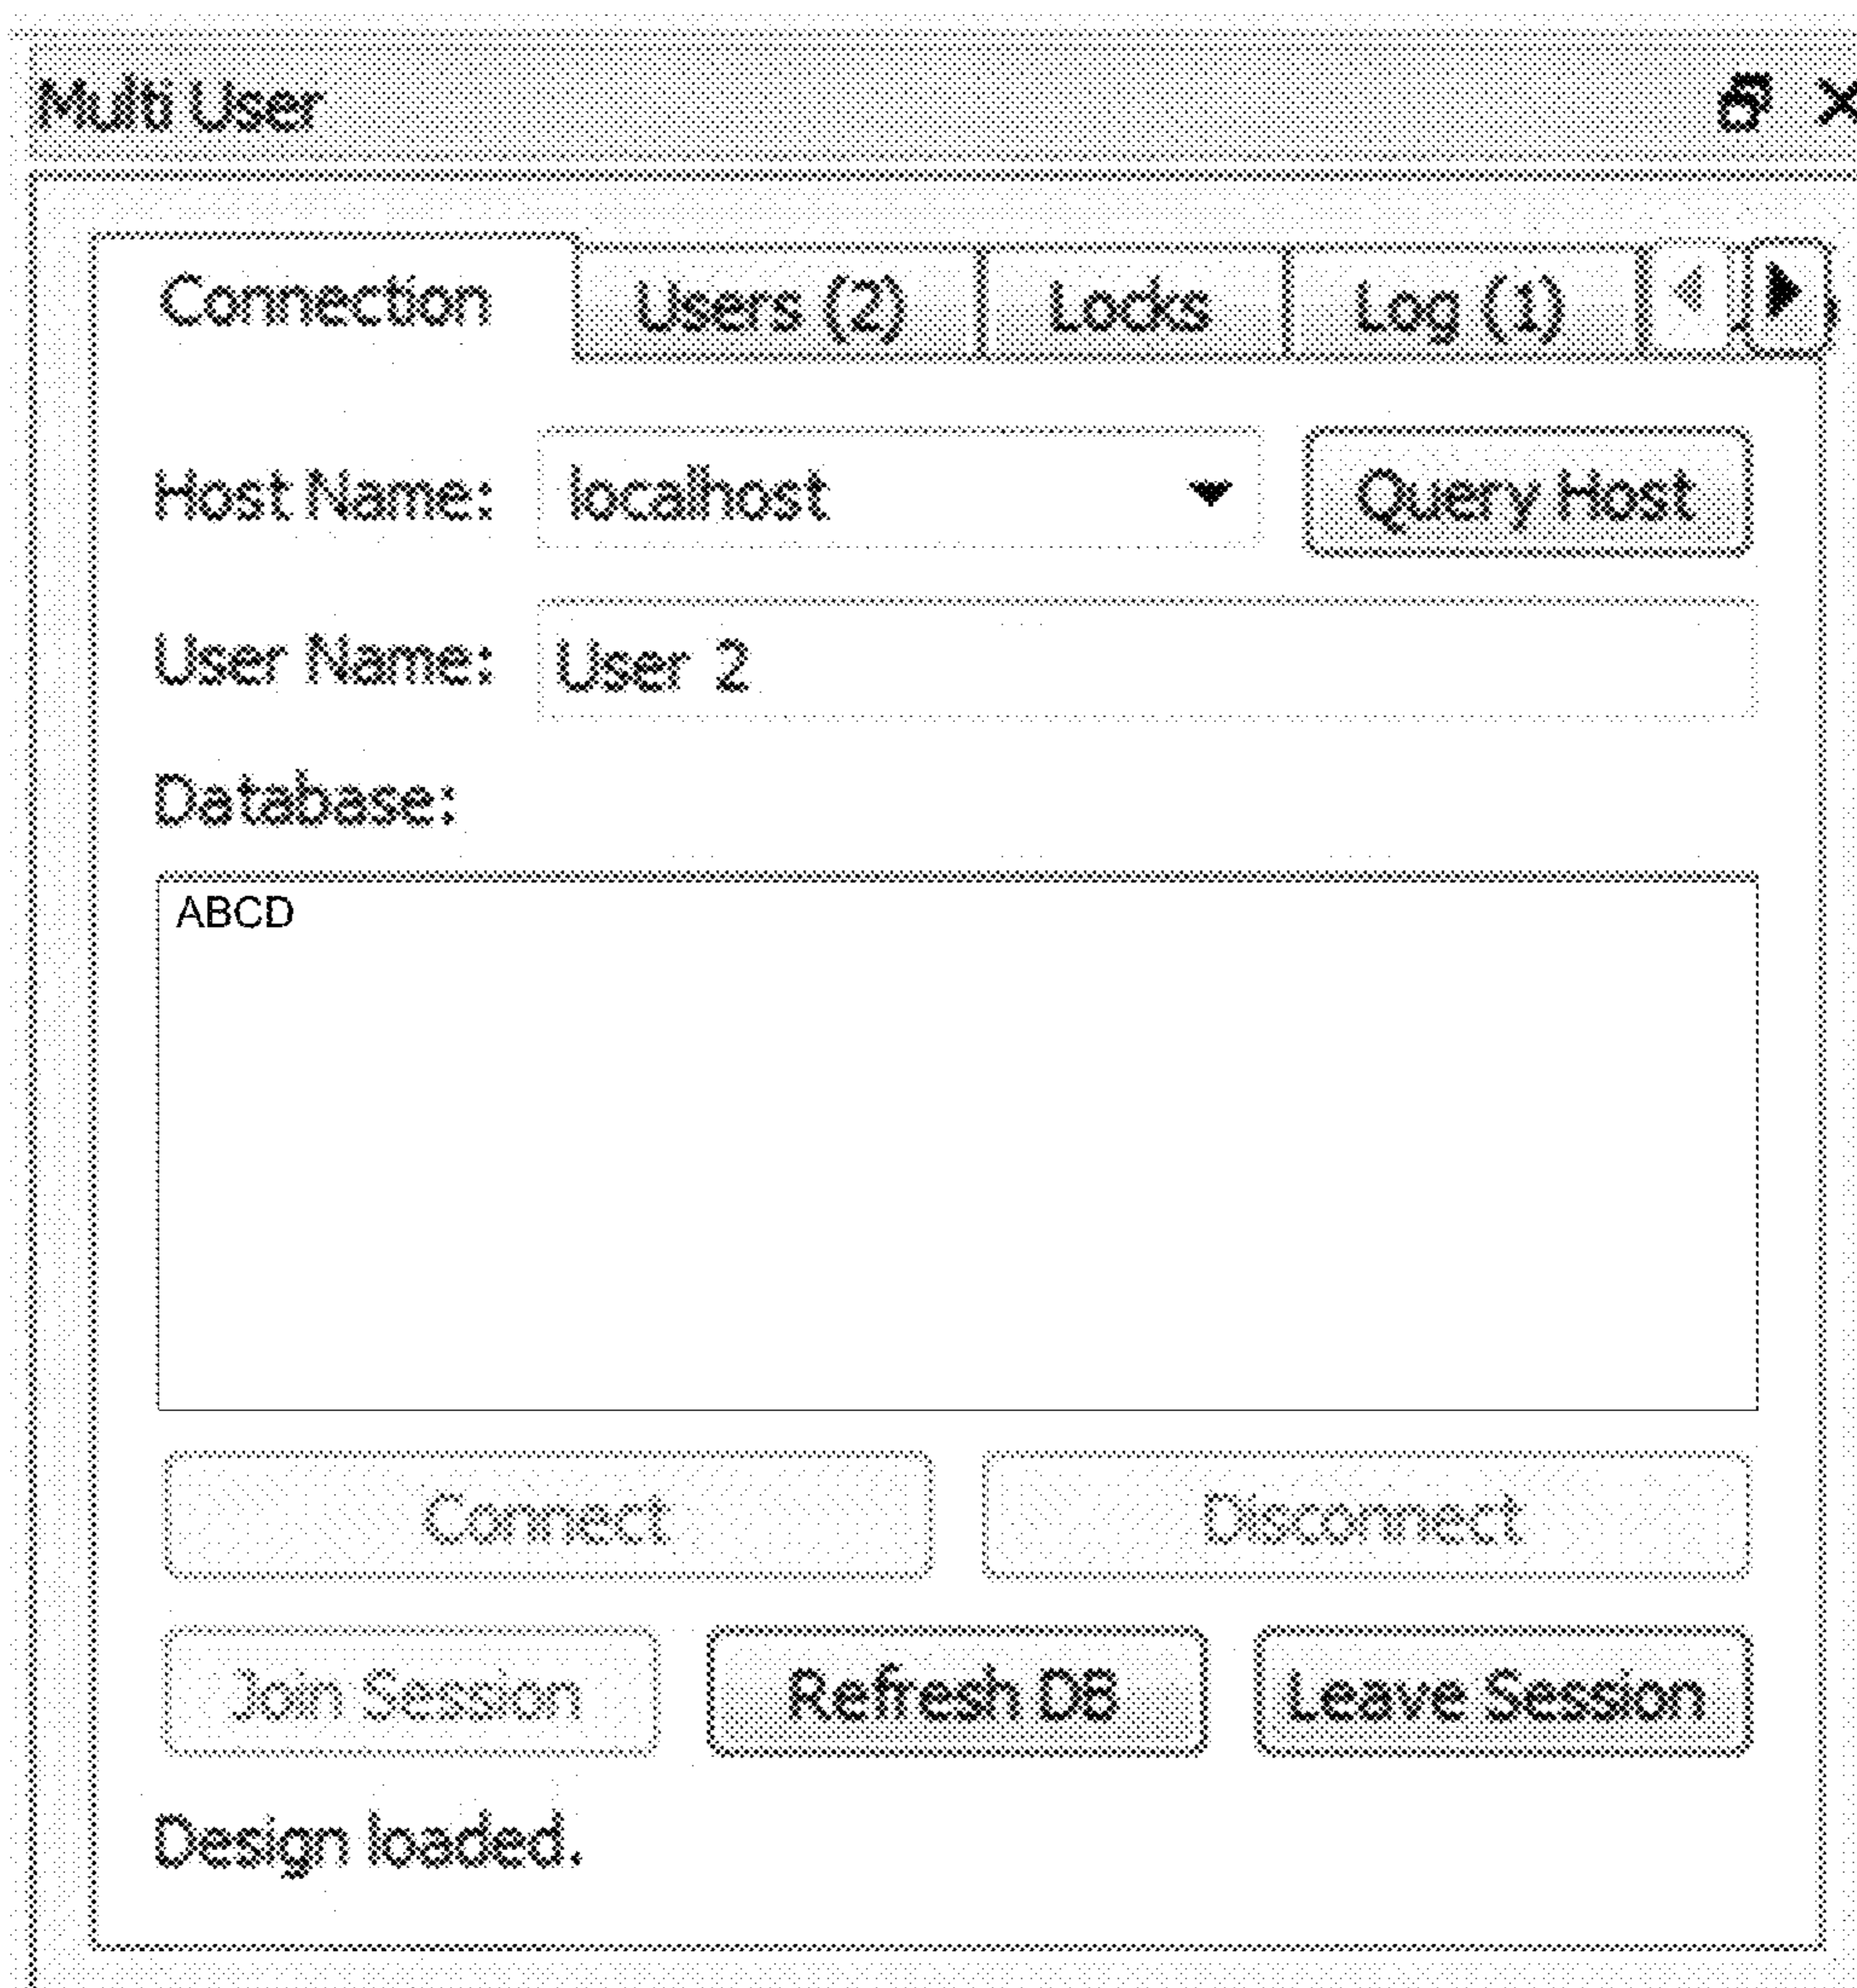 Multi User
Connection Users (2) Locks Log (1)
Host Name: localhost Query Host
User Name: User 2
Database:
ABCD
Connect Disconnect
Join Session Refresh DB Leave Session
Design loaded.